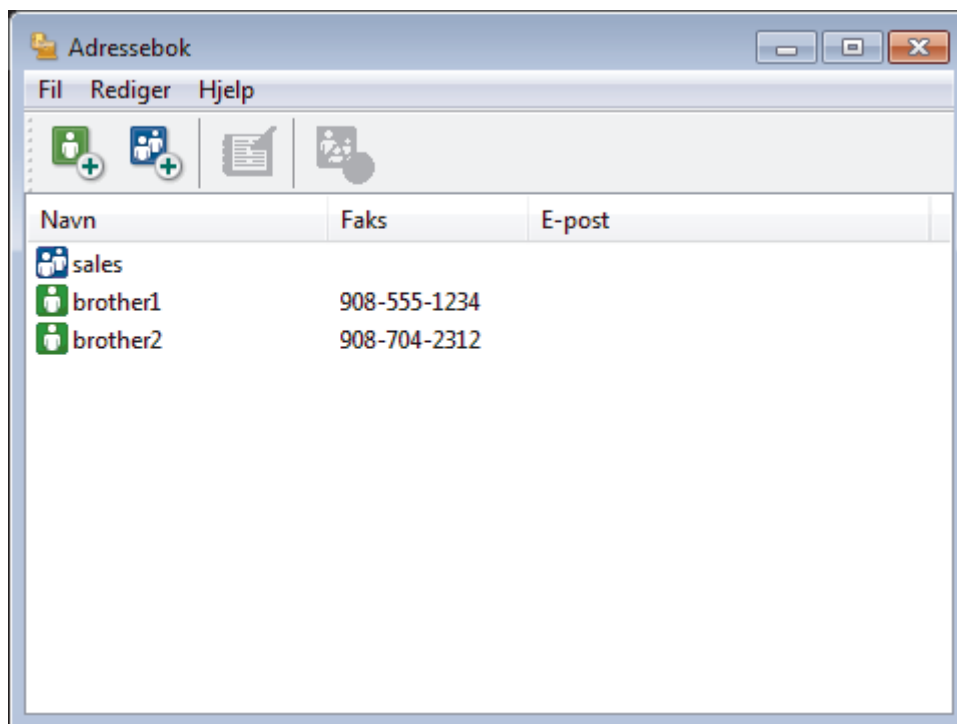 Adressebok
Fil Rediger Hjelp
Navn Faks E-post
sales
brother1 908-555-1234
brother2 908-704-2312